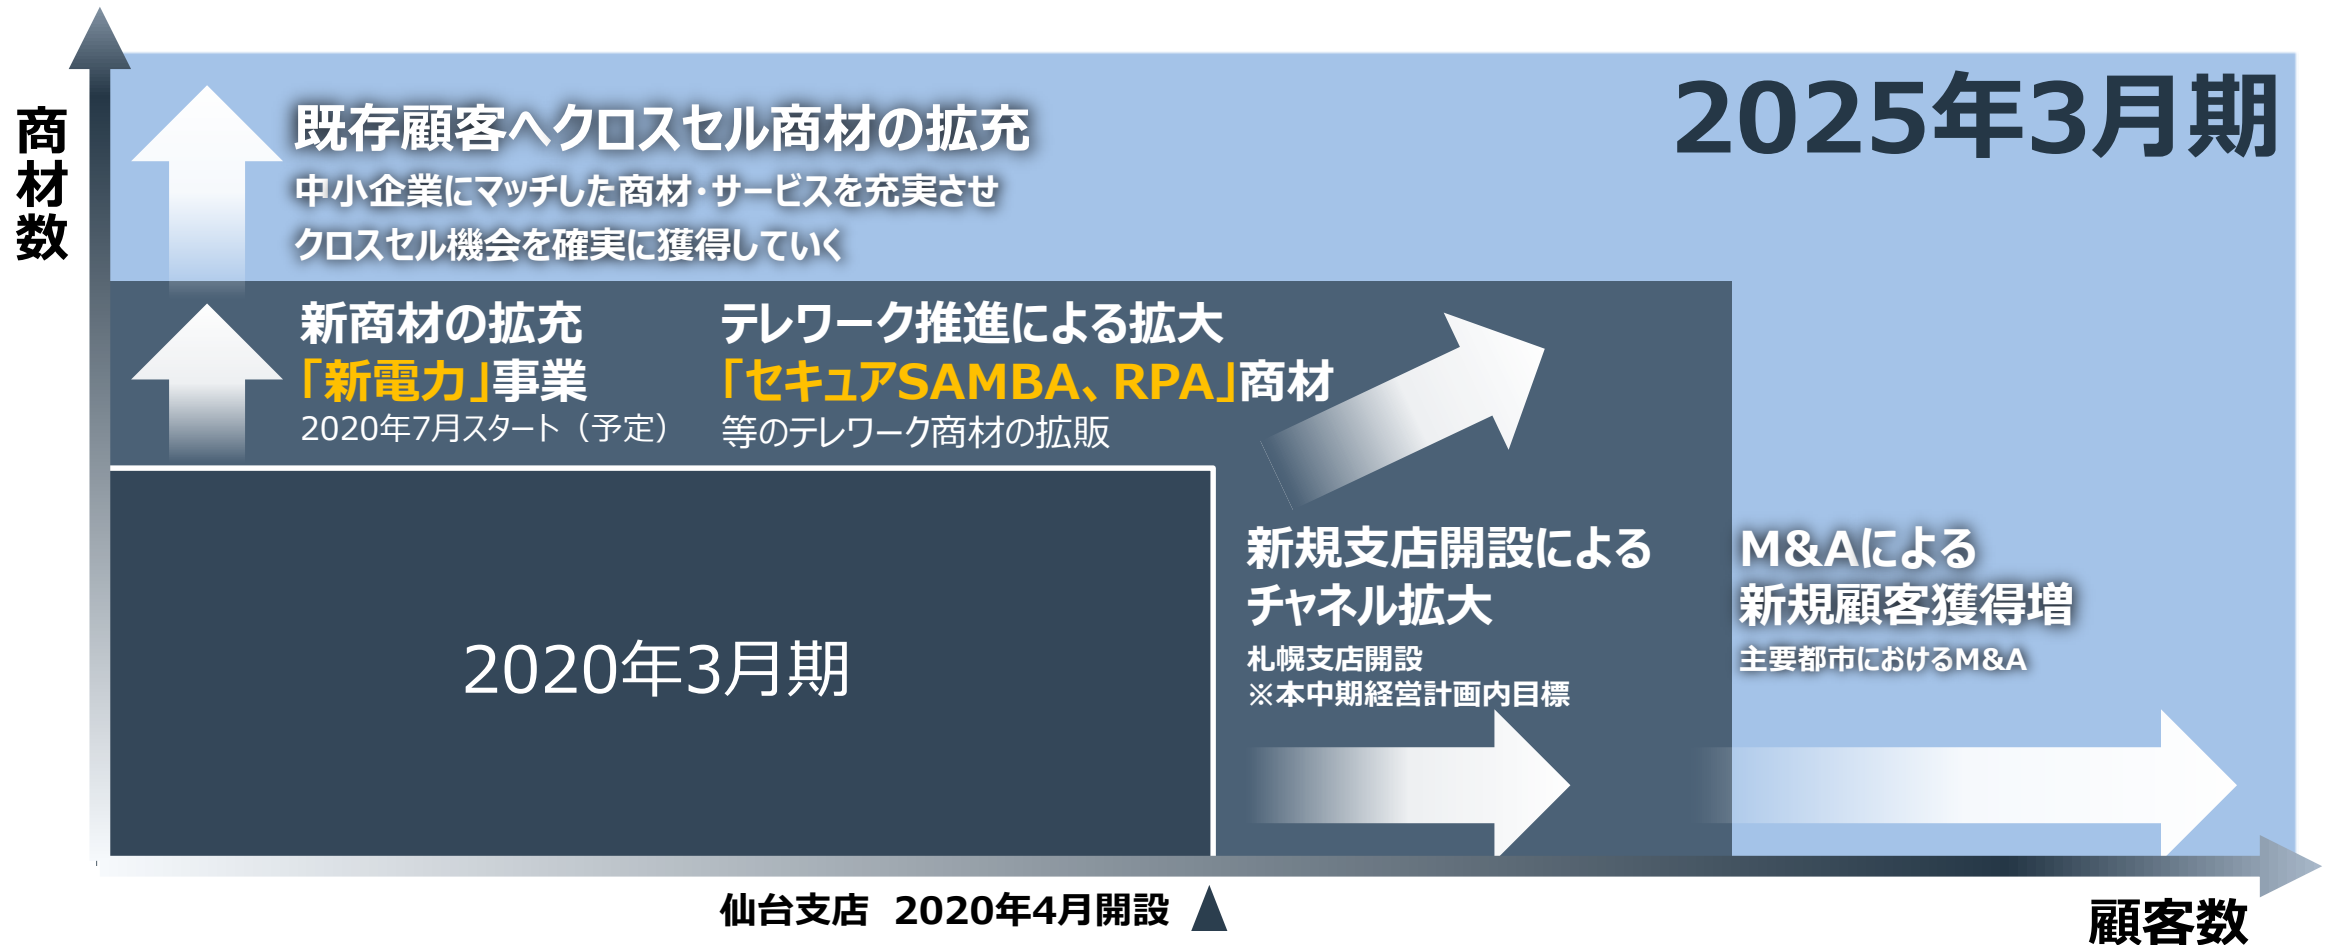 商材数
2025年3月期
既存顧客へクロスセル商材の拡充
中小企業にマッチした商材・サービスを充実させ
クロスセル機会を確実に獲得していく
新商材の拡充
「新電力」事業
2020年7月スタート（予定）
テレワーク推進による拡大
「セキュアSAMBA、RPA」商材
等のテレワーク商材の拡販
2020年3月期
新規支店開設による
チャネル拡大
札幌支店開設
※本中期経営計画内目標
M&Aによる
新規顧客獲得増
主要都市におけるM&A
仙台支店 2020年4月開設
顧客数